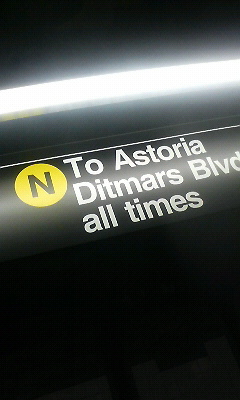 N To Astoria
Ditmars Blvd
all times